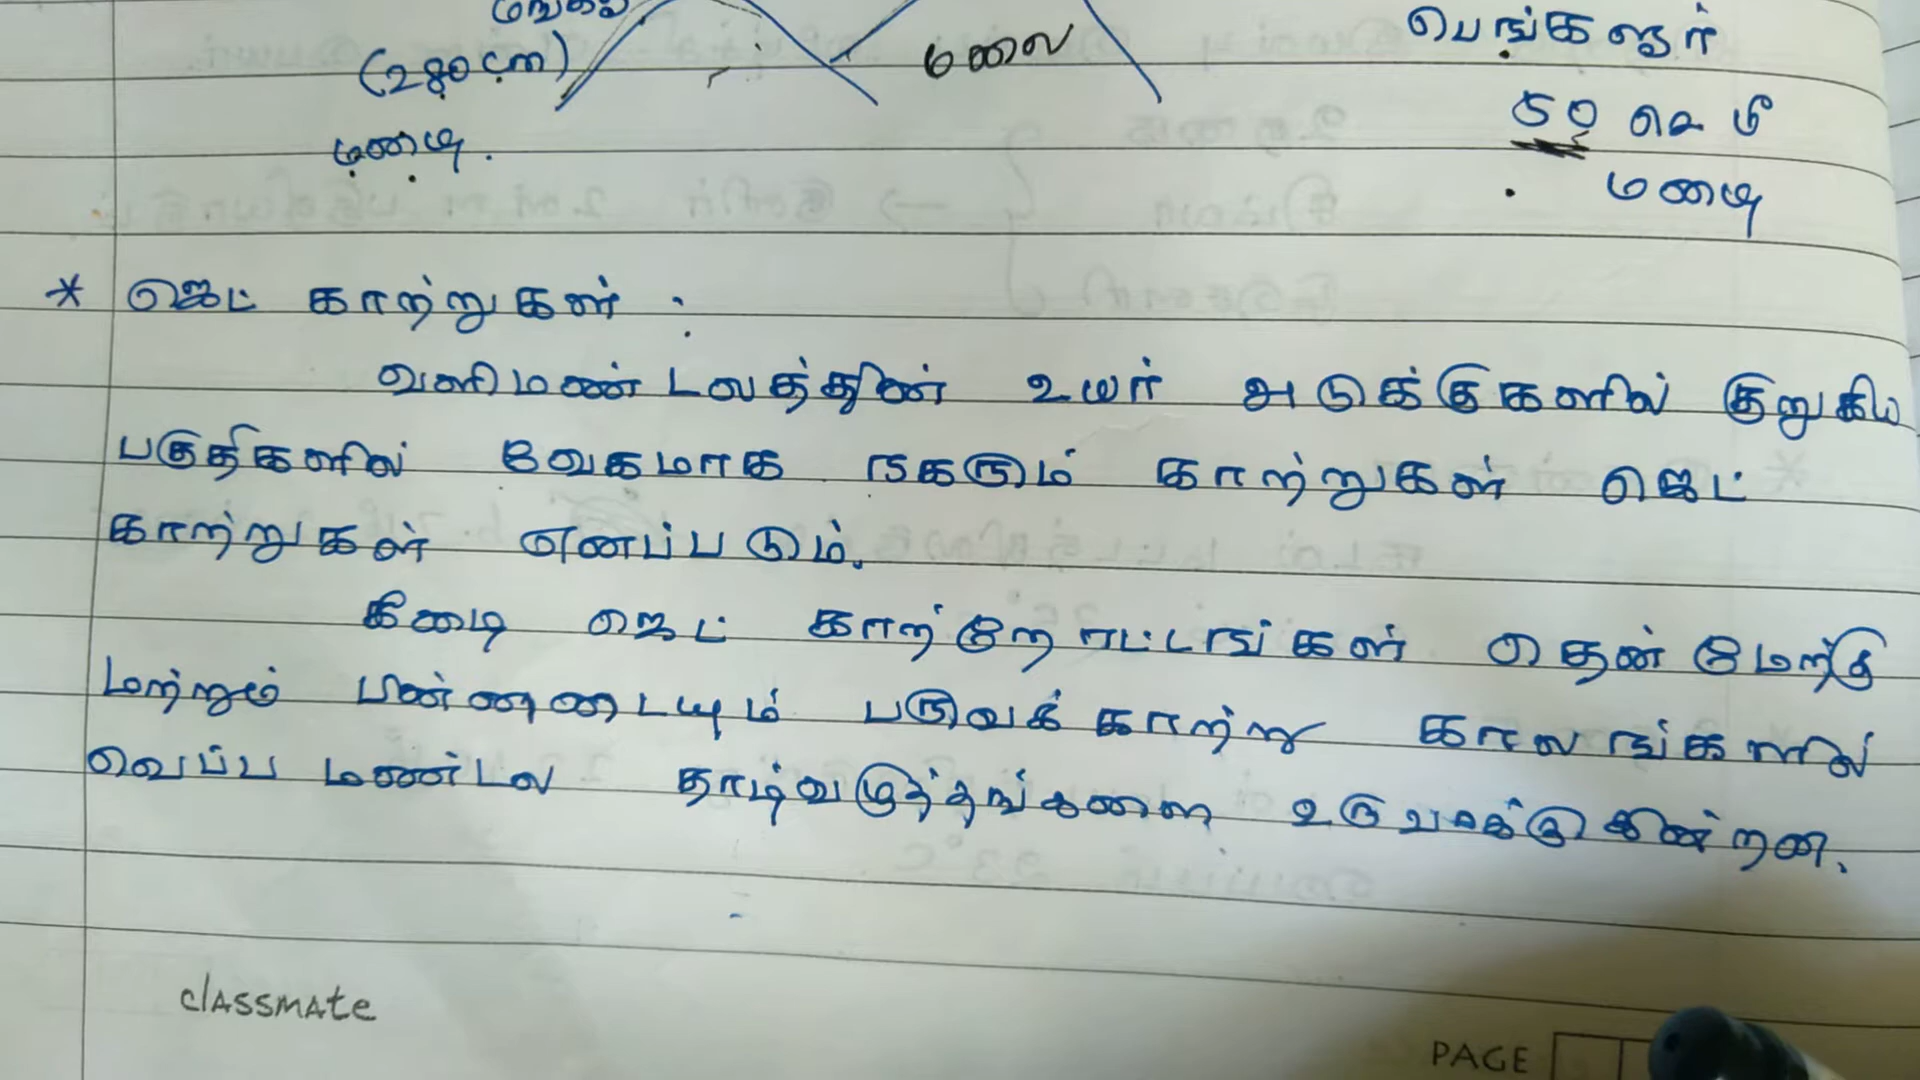 (280 cm)
மழை.
மலை
பெங்களூர்
50 செ மீ
மழை
* ஜெட் காற்றுகள் :
வளிமண்டலத்தின் உயர் அடுக்குகளில் குறுகிய
பகுதிகளில் வேகமாக நகரும் காற்றுகள் ஜெட்
காற்றுகள் எனப்படும்.
கீழை ஜெட் காற்றோட்டங்கள் தென்மேற்கு
மற்றும் பின்னடையும் பருவக்காற்று காலங்களில்
வெப்ப மண்டல தாழ்வழுத்தங்களை உருவாக்குகின்றன.
classmate
PAGE